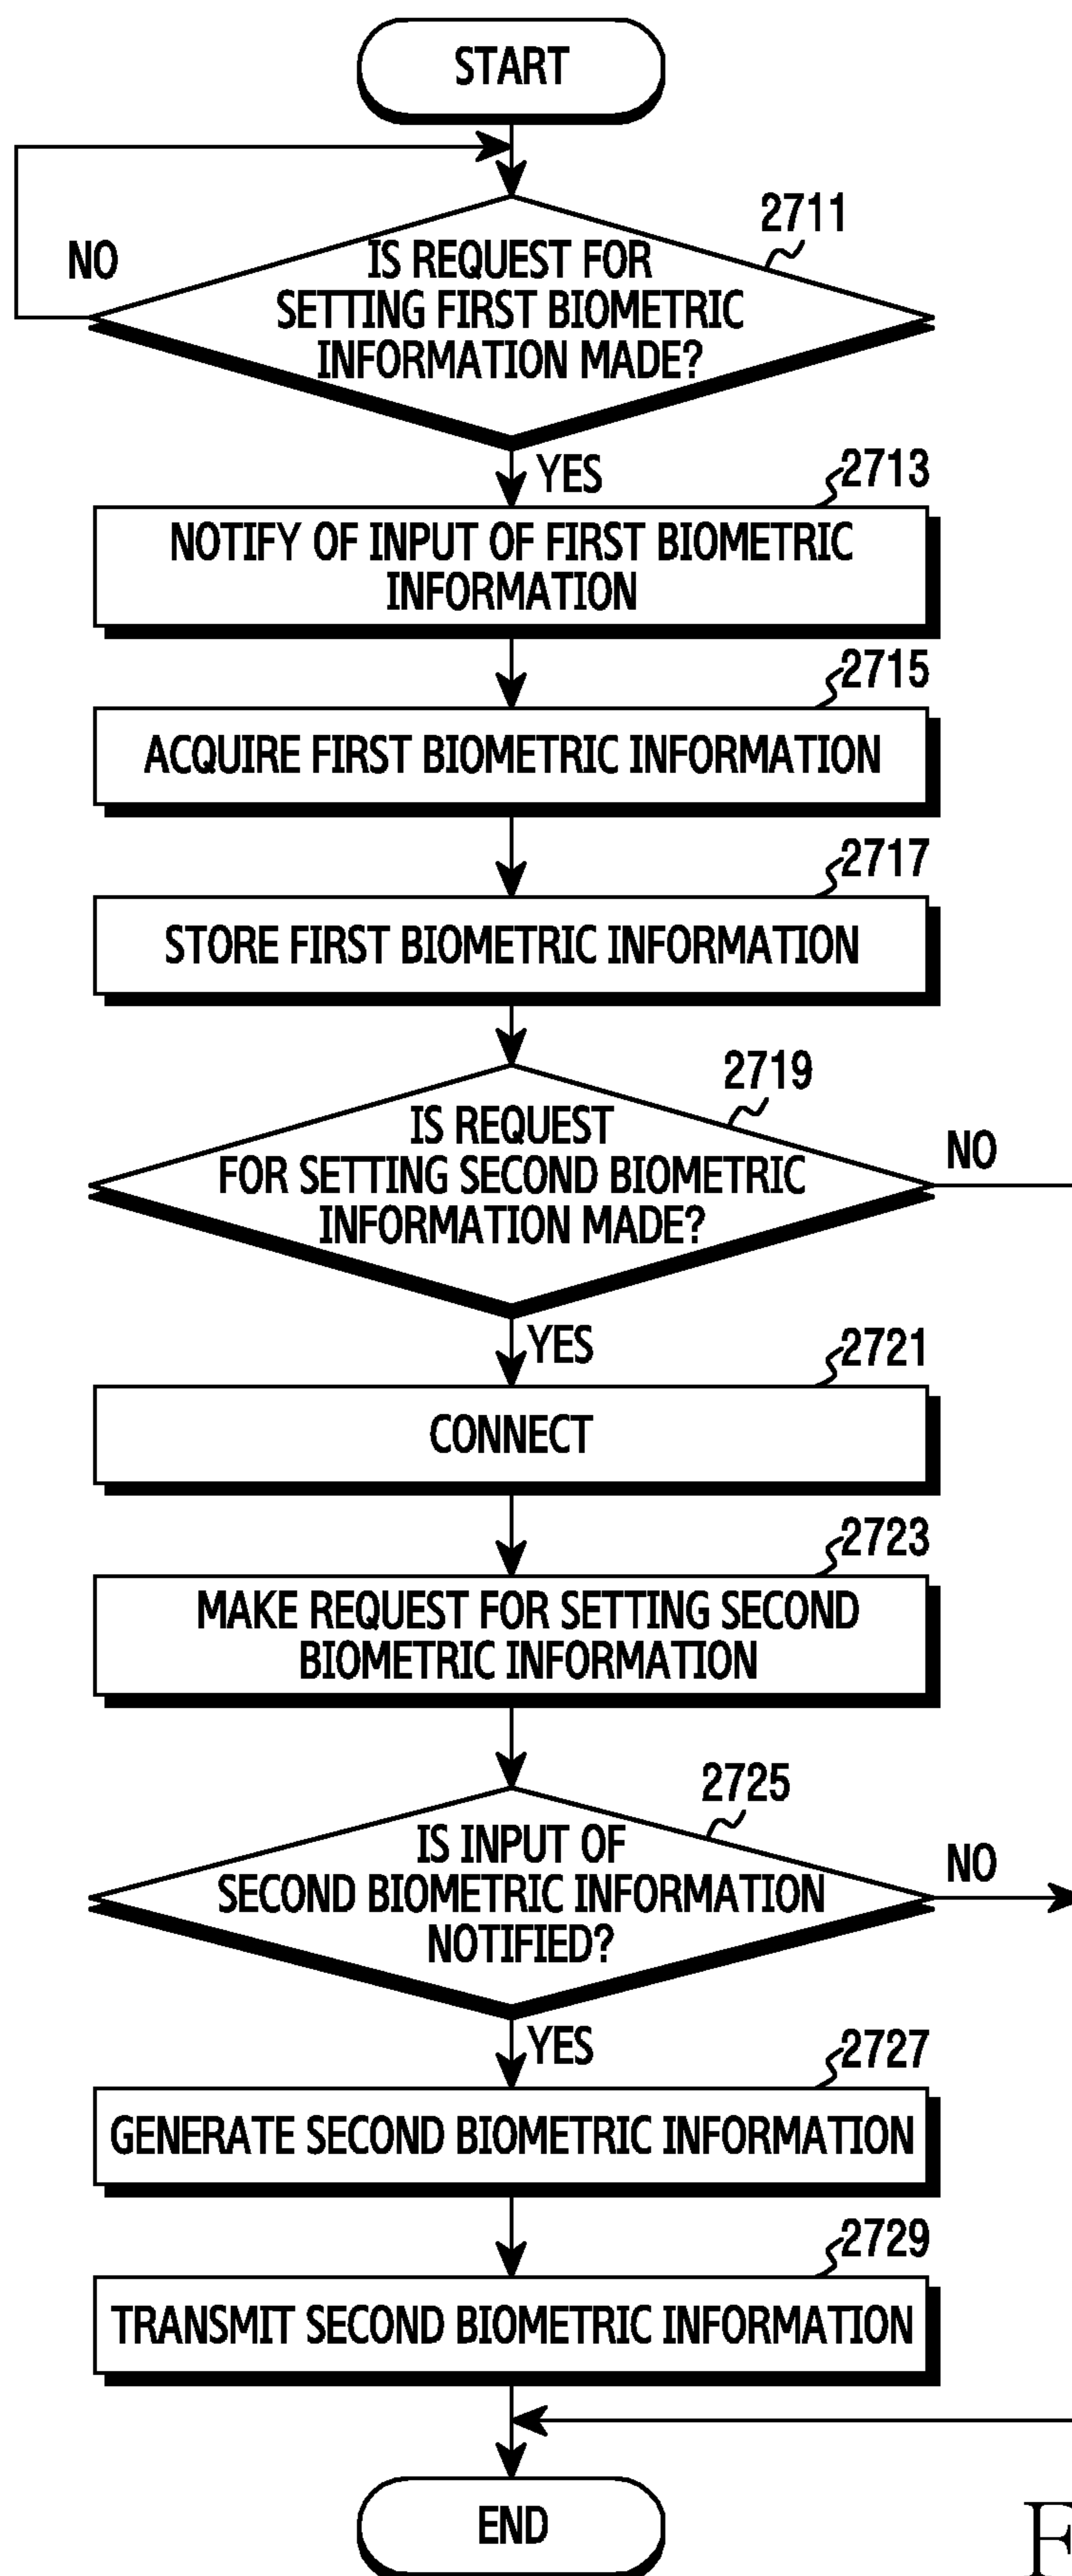 START
2711
NO
IS REQUEST FOR
SETTING FIRST BIOMETRIC
INFORMATION MADE?
YES
2713
NOTIFY OF INPUT OF FIRST BIOMETRIC
INFORMATION
2715
ACQUIRE FIRST BIOMETRIC INFORMATION
2717
STORE FIRST BIOMETRIC INFORMATION
2719
IS REQUEST
FOR SETTING SECOND BIOMETRIC
INFORMATION MADE?
NO
YES
2721
CONNECT
2723
MAKE REQUEST FOR SETTING SECOND
BIOMETRIC INFORMATION
2725
IS INPUT OF
SECOND BIOMETRIC INFORMATION
NOTIFIED?
NO
YES
2727
GENERATE SECOND BIOMETRIC INFORMATION
2729
TRANSMIT SECOND BIOMETRIC INFORMATION
END